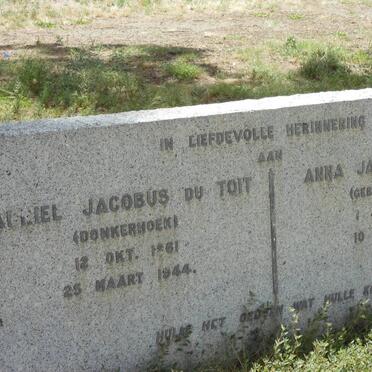 IN LIEFDEVOLLE HERINNERING
AAN
JACOBUS DU TOIT
(DONKERHOEK)
12 OKT. 1861
25 MAART 1944.
ANNA
10
HULLE HET GEDOEN WAT HULLE